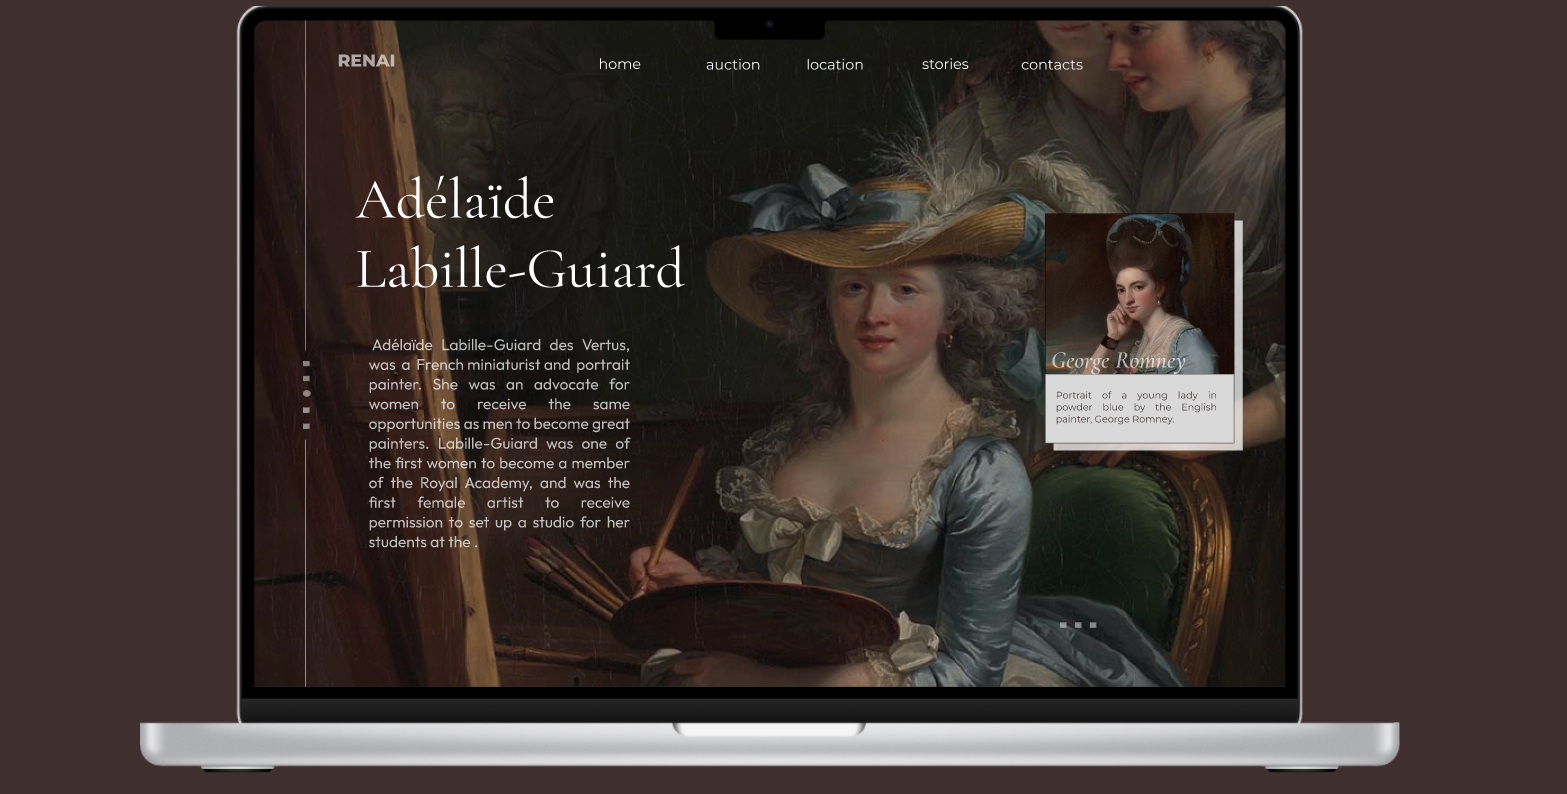 RENAI
home auction location stories contacts
Adélaïde
Labille-Guiard
Adélaïde Labille-Guiard des Vertus,
was a French miniaturist and portrait
painter. She was an advocate for
women to receive the same
opportunities as men to become great
painters. Labille-Guiard was one of
the first women to become a member
of the Royal Academy, and was the
first female artist to receive
permission to set up a studio for her
students at the .
George Romney
Portrait of a young lady in
powder blue by the English
painter, George Romney.